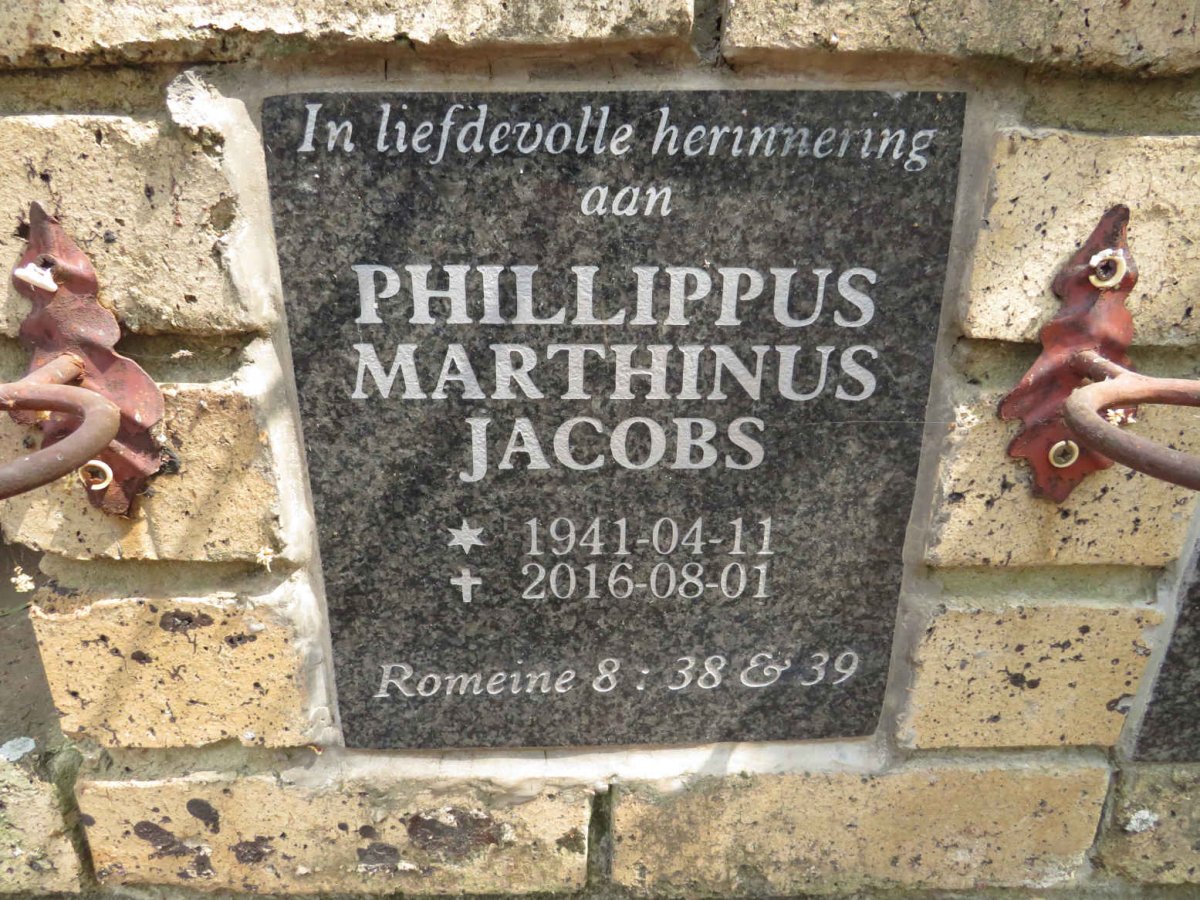 In liefdevolle herinnering
aan
PHILLIPPUS
MARTHINUS
JACOBS
✶ 1941-04-11
✝ 2016-08-01
Romeine 8 : 38 & 39